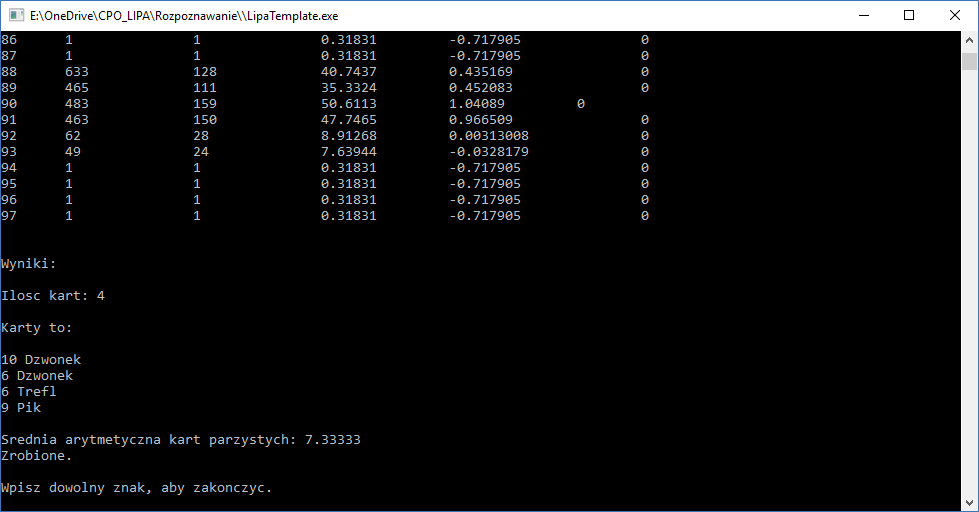 E:\OneDrive\CPO_LIPA\Rozpoznawanie\\LipaTemplate.exe
86 1 1 0.31831 -0.717905 0
87 1 1 0.31831 -0.717905 0
88 633 128 40.7437 0.435169 0
89 465 111 35.3324 0.452083 0
90 483 159 50.6113 1.04089 0
91 463 150 47.7465 0.966509 0
92 62 28 8.91268 0.00313008 0
93 49 24 7.63944 -0.0328179 0
94 1 1 0.31831 -0.717905 0
95 1 1 0.31831 -0.717905 0
96 1 1 0.31831 -0.717905 0
97 1 1 0.31831 -0.717905 0
Wyniki:
Ilosc kart: 4
Karty to:
10 Dzwonek
6 Dzwonek
6 Trefl
9 Pik
Srednia arytmetyczna kart parzystych: 7.33333
Zrobione.
Wpisz dowolny znak, aby zakonczyc.